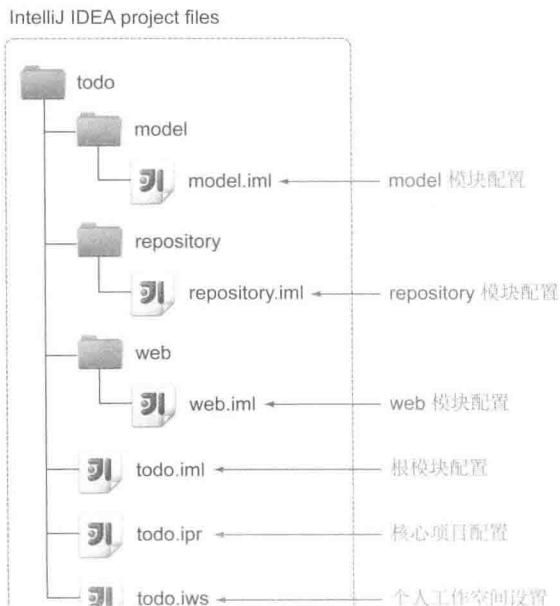 IntelliJ IDEA project files
todo
model
model.iml model 模块配置
repository
repository.iml repository 模块配置
web
web.iml web 模块配置
todo.iml 根模块配置
todo.ipr 核心项目配置
todo.iws 个人工作空间设置